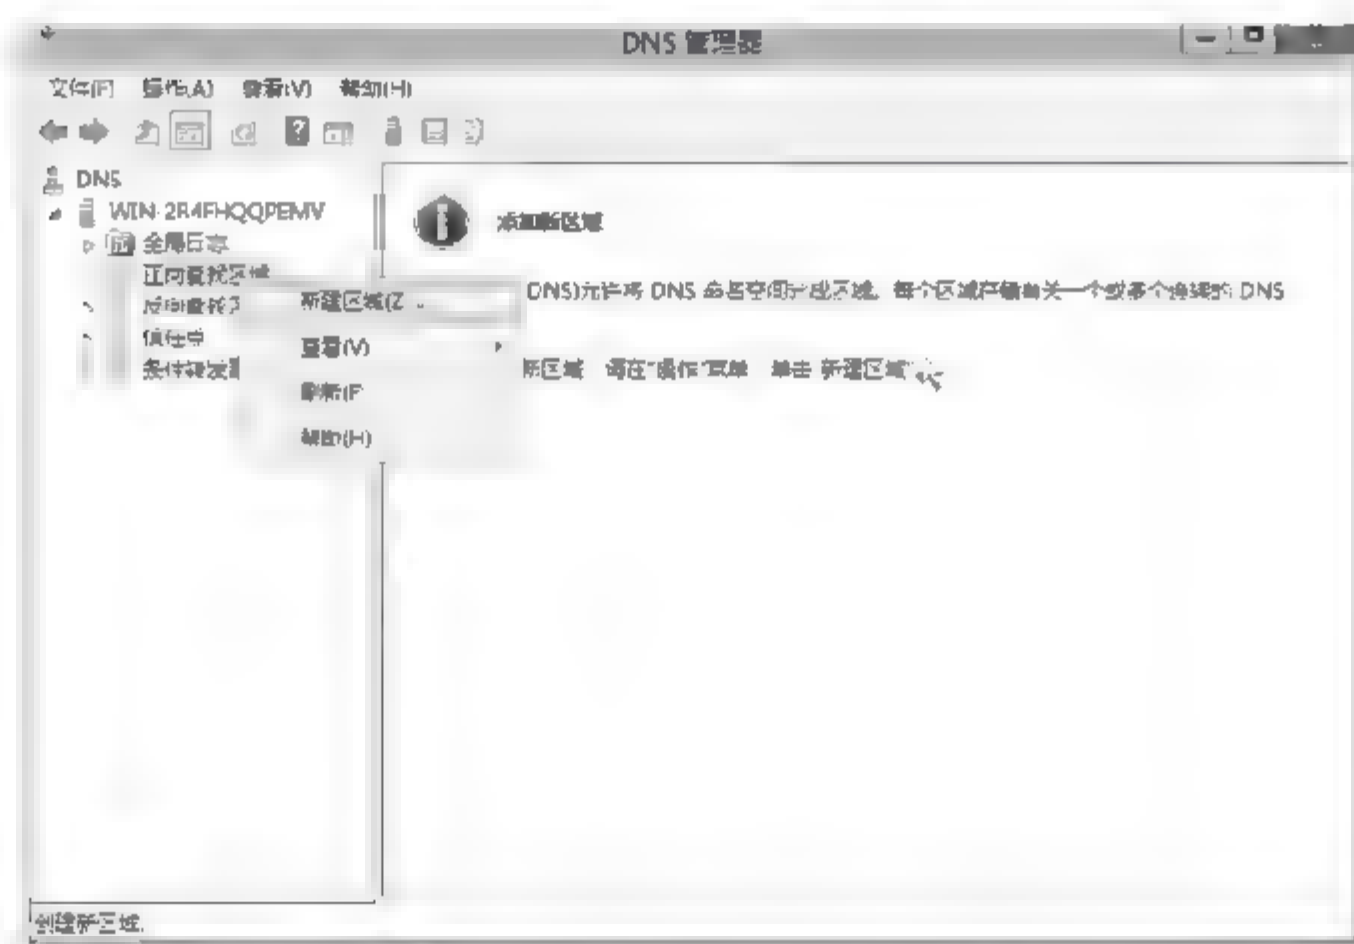 DNS 管理器
文件(F) 操作(A) 查看(V) 帮助(H)
DNS
WIN-2R4FHQQPEMV
全局日志
正向查找区域
反向查找区
信任点
条件转发器
新建区域(Z
查看(V)
刷新(F
帮助(H)
添加新区域
DNS)允许将 DNS 命名空间分成区域。每个区域存储有关一个或多个连续的 DNS
新区域 请在"操作"菜单 单击 新建区域"
创建新区域.